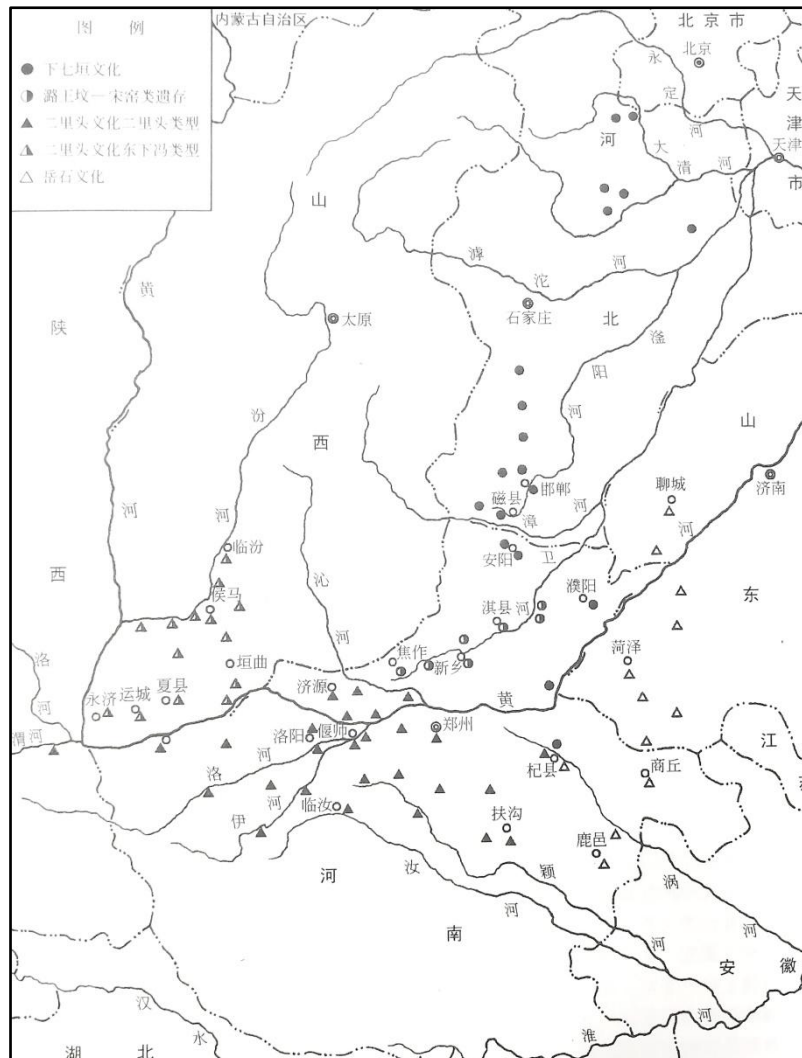 图 例
下七垣文化
潞王坟—宋窑类遗存
二里头文化二里头类型
二里头文化东下冯类型
岳石文化
内蒙古自治区
北京市
北京
天津市
天津
永定河
大清河
河北
滹沱河
石家庄
滏阳河
山西
太原
黄河
陕西
汾河
临汾
侯马
沁河
邯郸
磁县
漳河
安阳
卫河
淇县
濮阳
聊城
济南
山东
黄河
菏泽
焦作
新乡
济源
垣曲
夏县
运城
永济
洛河
渭河
洛阳
偃师
郑州
洛河
伊河
临汝
杞县
商丘
扶沟
鹿邑
江
河南
汝河
颍河
涡河
安徽
淮河
汉水
湖北